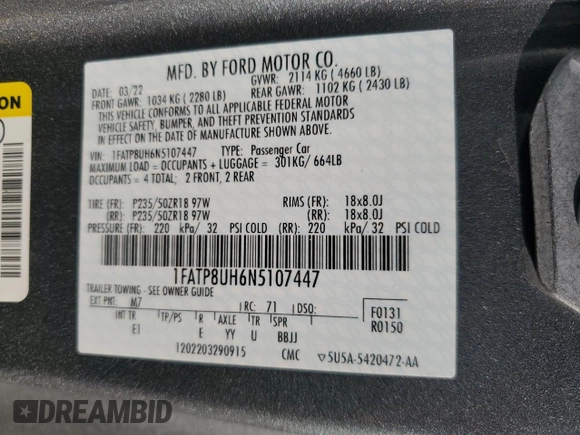 MFD. BY FORD MOTOR CO.
DATE: 03/22
GVWR: 2114 KG ( 4660 LB)
FRONT GAWR: 1034 KG ( 2280 LB)
REAR GAWR: 1102 KG ( 2430 LB)
THIS VEHICLE CONFORMS TO ALL APPLICABLE FEDERAL MOTOR
VEHICLE SAFETY, BUMPER, AND THEFT PREVENTION STANDARDS
IN EFFECT ON THE DATE OF MANUFACTURE SHOWN ABOVE.
VIN: 1FATP8UH6N5107447 TYPE: Passenger Car
MAXIMUM LOAD = OCCUPANTS + LUGGAGE = 301KG/ 664LB
OCCUPANTS = 4 TOTAL; 2 FRONT, 2 REAR
TIRE (FR): P235/50ZR18 97W RIMS (FR): 18x8.0J
(RR): P235/50ZR18 97W (RR): 18x8.0J
PRESSURE (FR): 220 kPa/ 32 PSI COLD (RR): 220 kPa/ 32 PSI COLD
1FATP8UH6N5107447
TRAILER TOWING - SEE OWNER GUIDE
EXT PNT: M7 RC: 71 DSO: F0131
INT TR TP/PS R AXLE TR SPR R0150
EI E YY U BBJJ
1202203290915 CMC 5U5A-5420472-AA
ION
DREAMBID